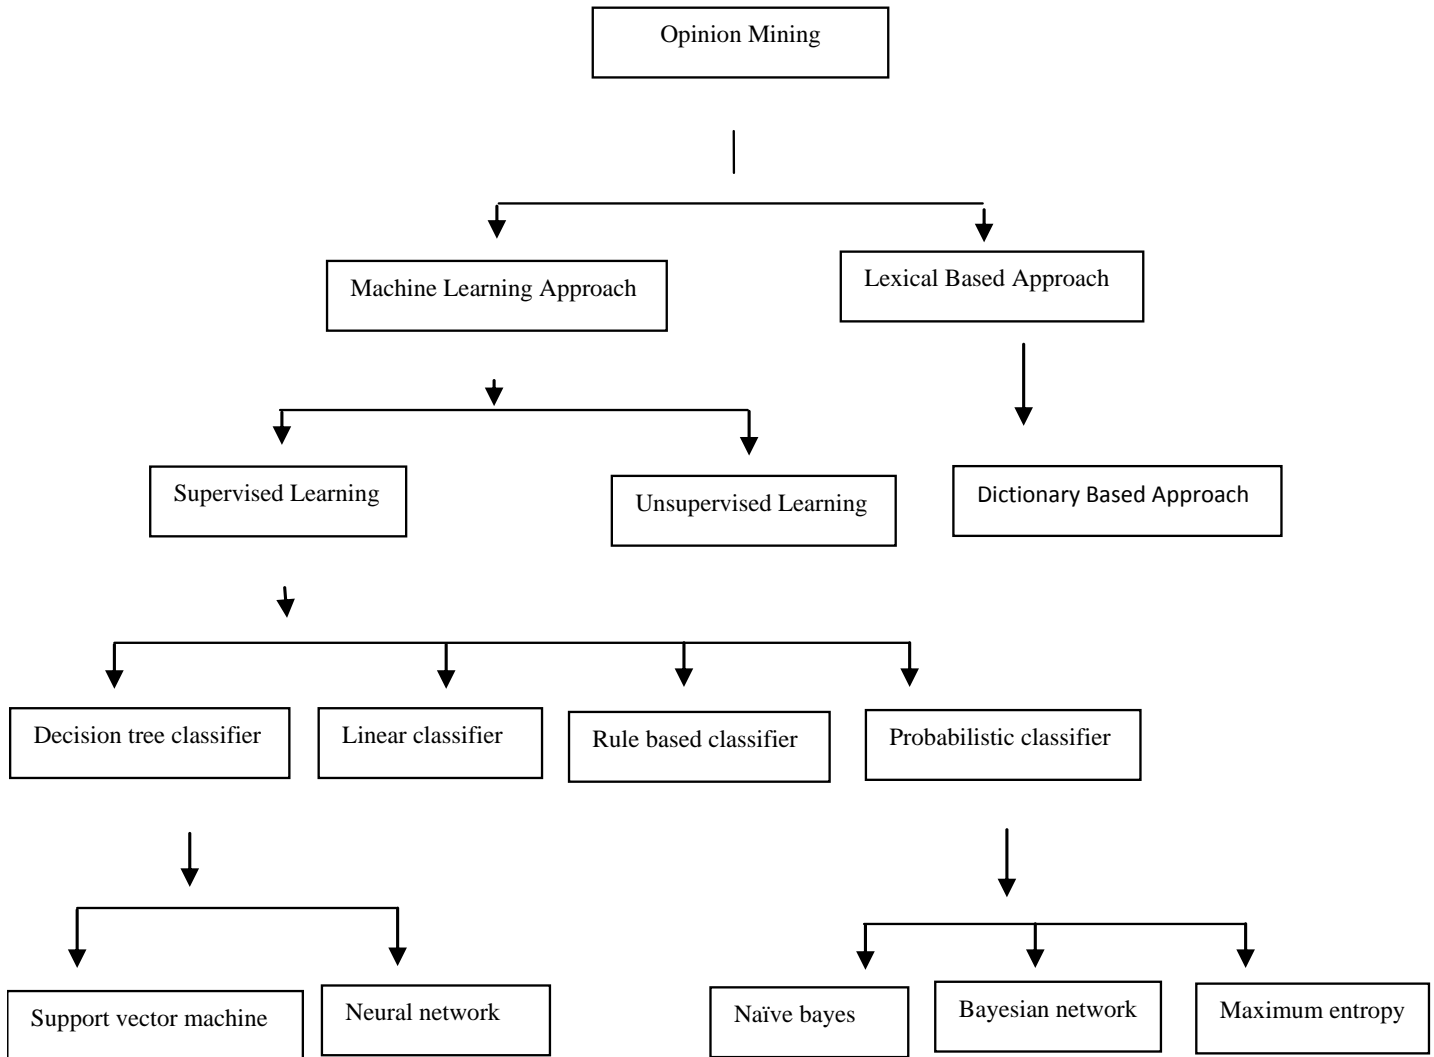 Opinion Mining
Machine Learning Approach
Lexical Based Approach
Supervised Learning
Unsupervised Learning
Dictionary Based Approach
Decision tree classifier
Linear classifier
Rule based classifier
Probabilistic classifier
Support vector machine
Neural network
Naïve bayes
Bayesian network
Maximum entropy